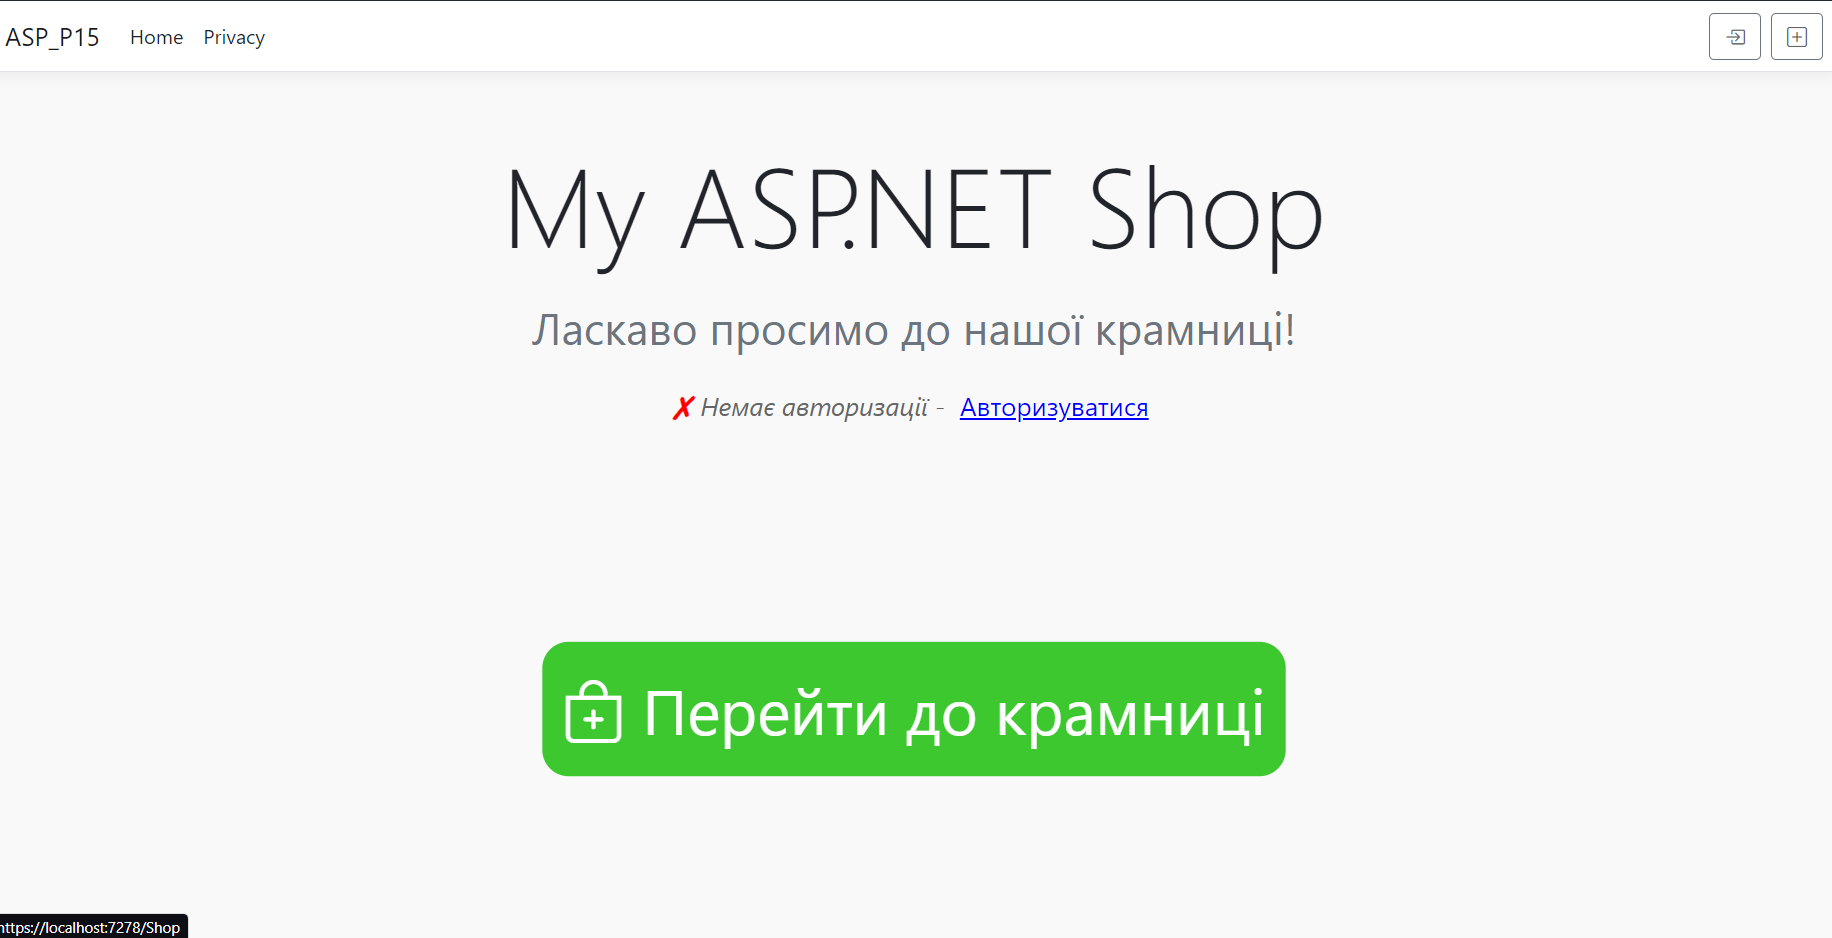 ASP_P15 Home Privacy
My ASP.NET Shop
Ласкаво просимо до нашої крамниці!
✗ Немає авторизації - Авторизуватися
Перейти до крамниці
https://localhost:7278/Shop